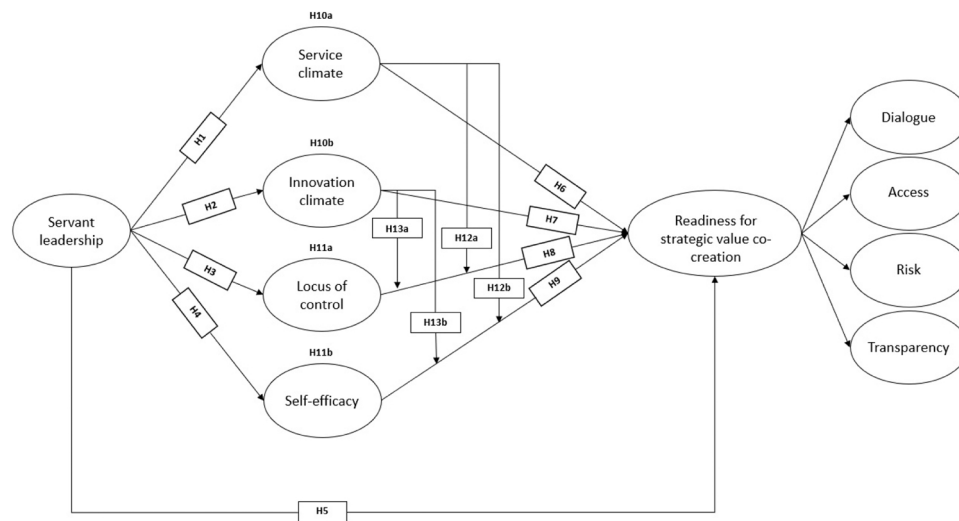 H10a
Service
climate
H1
H10b
Innovation
climate
H2
Servant
leadership
H3
H11a
Locus of
control
H4
H11b
Self-efficacy
H13a
H12a
H13b
H12b
H6
H7
H8
H9
H5
Readiness for
strategic value co-
creation
Dialogue
Access
Risk
Transparency